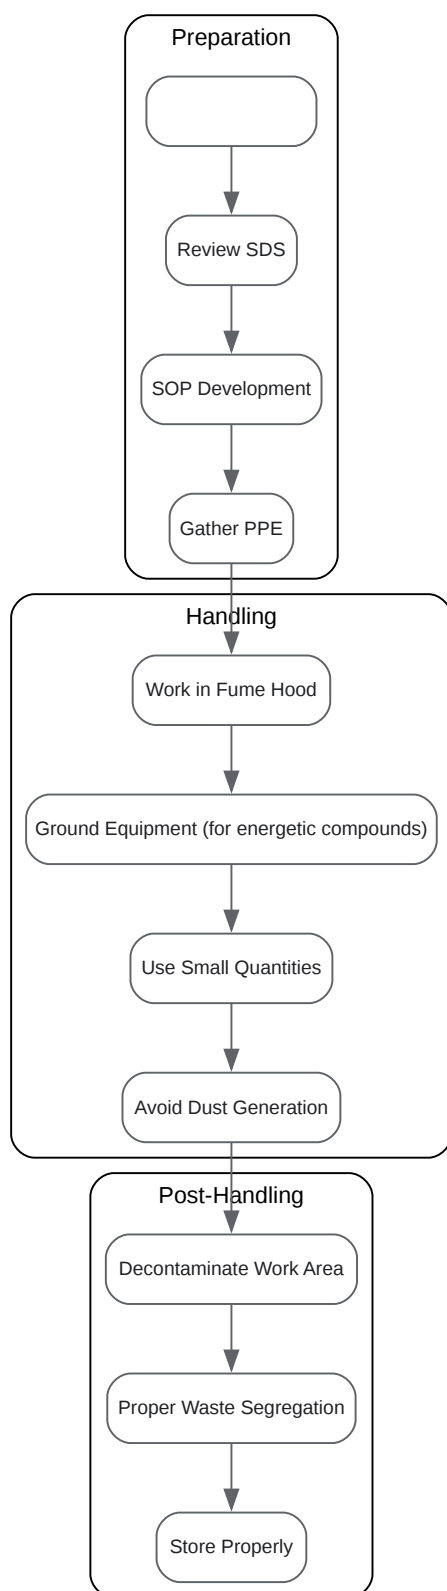 Preparation
Review SDS
SOP Development
Gather PPE
Handling
Work in Fume Hood
Ground Equipment (for energetic compounds)
Use Small Quantities
Avoid Dust Generation
Post-Handling
Decontaminate Work Area
Proper Waste Segregation
Store Properly